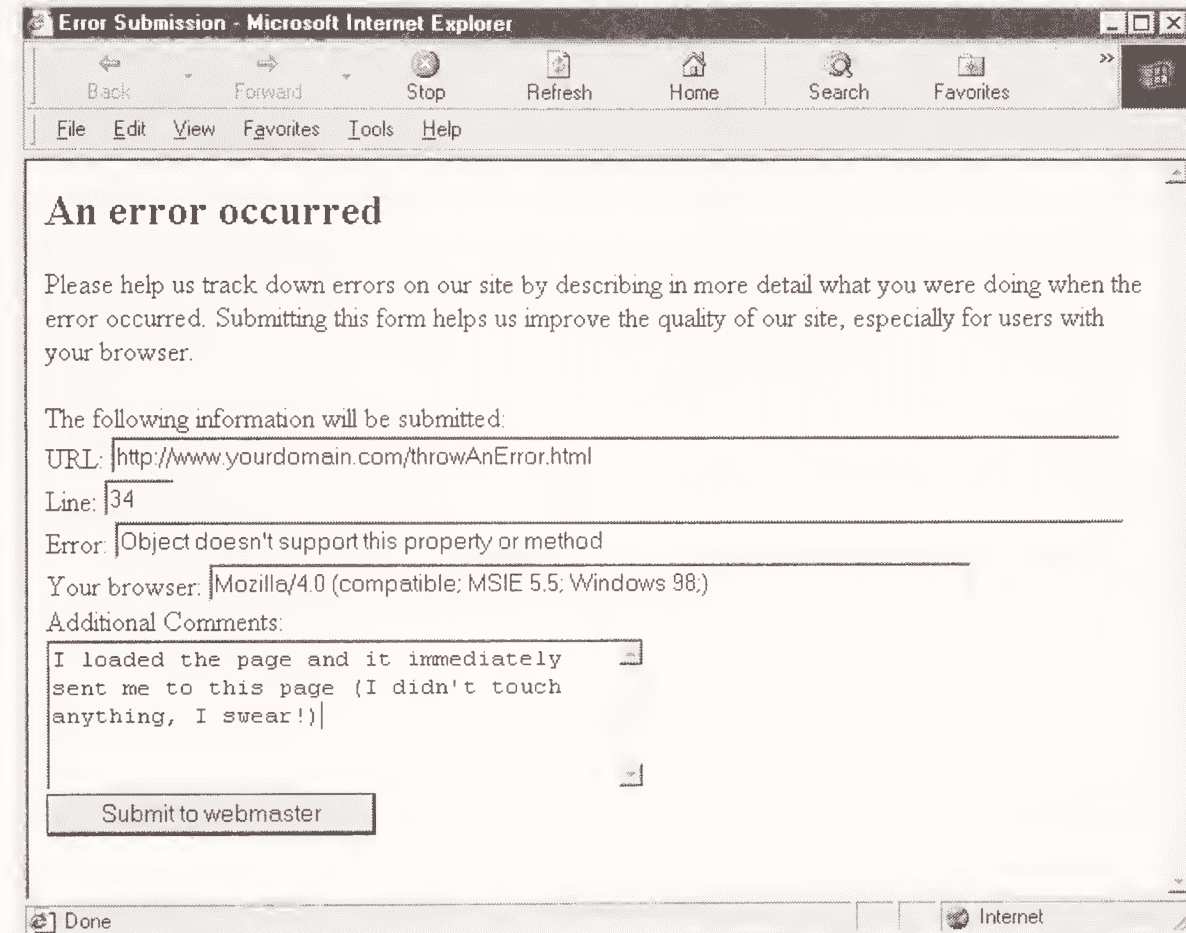 Error Submission - Microsoft Internet Explorer
Back Forward Stop Refresh Home Search Favorites »
File Edit View Favorites Tools Help
An error occurred
Please help us track down errors on our site by describing in more detail what you were doing when the
error occurred. Submitting this form helps us improve the quality of our site, especially for users with
your browser.
The following information will be submitted:
URL: http://www.yourdomain.com/throwAnError.html
Line: 34
Error: Object doesn't support this property or method
Your browser: Mozilla/4.0 (compatible; MSIE 5.5; Windows 98;)
Additional Comments:
I loaded the page and it immediately
sent me to this page (I didn't touch
anything, I swear!)
Submit to webmaster
Done Internet